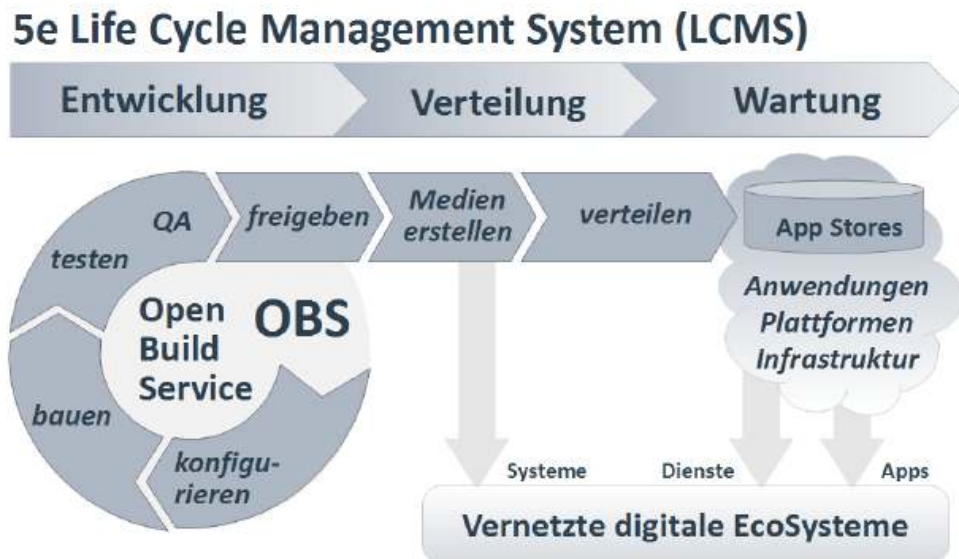 5e Life Cycle Management System (LCMS)
Entwicklung
Verteilung
Wartung
QA
testen
freigeben
Medien
erstellen
verteilen
App Stores
Open
Build
Service
OBS
bauen
konfigu-
rieren
Anwendungen
Plattformen
Infrastruktur
Systeme
Dienste
Apps
Vernetzte digitale EcoSysteme